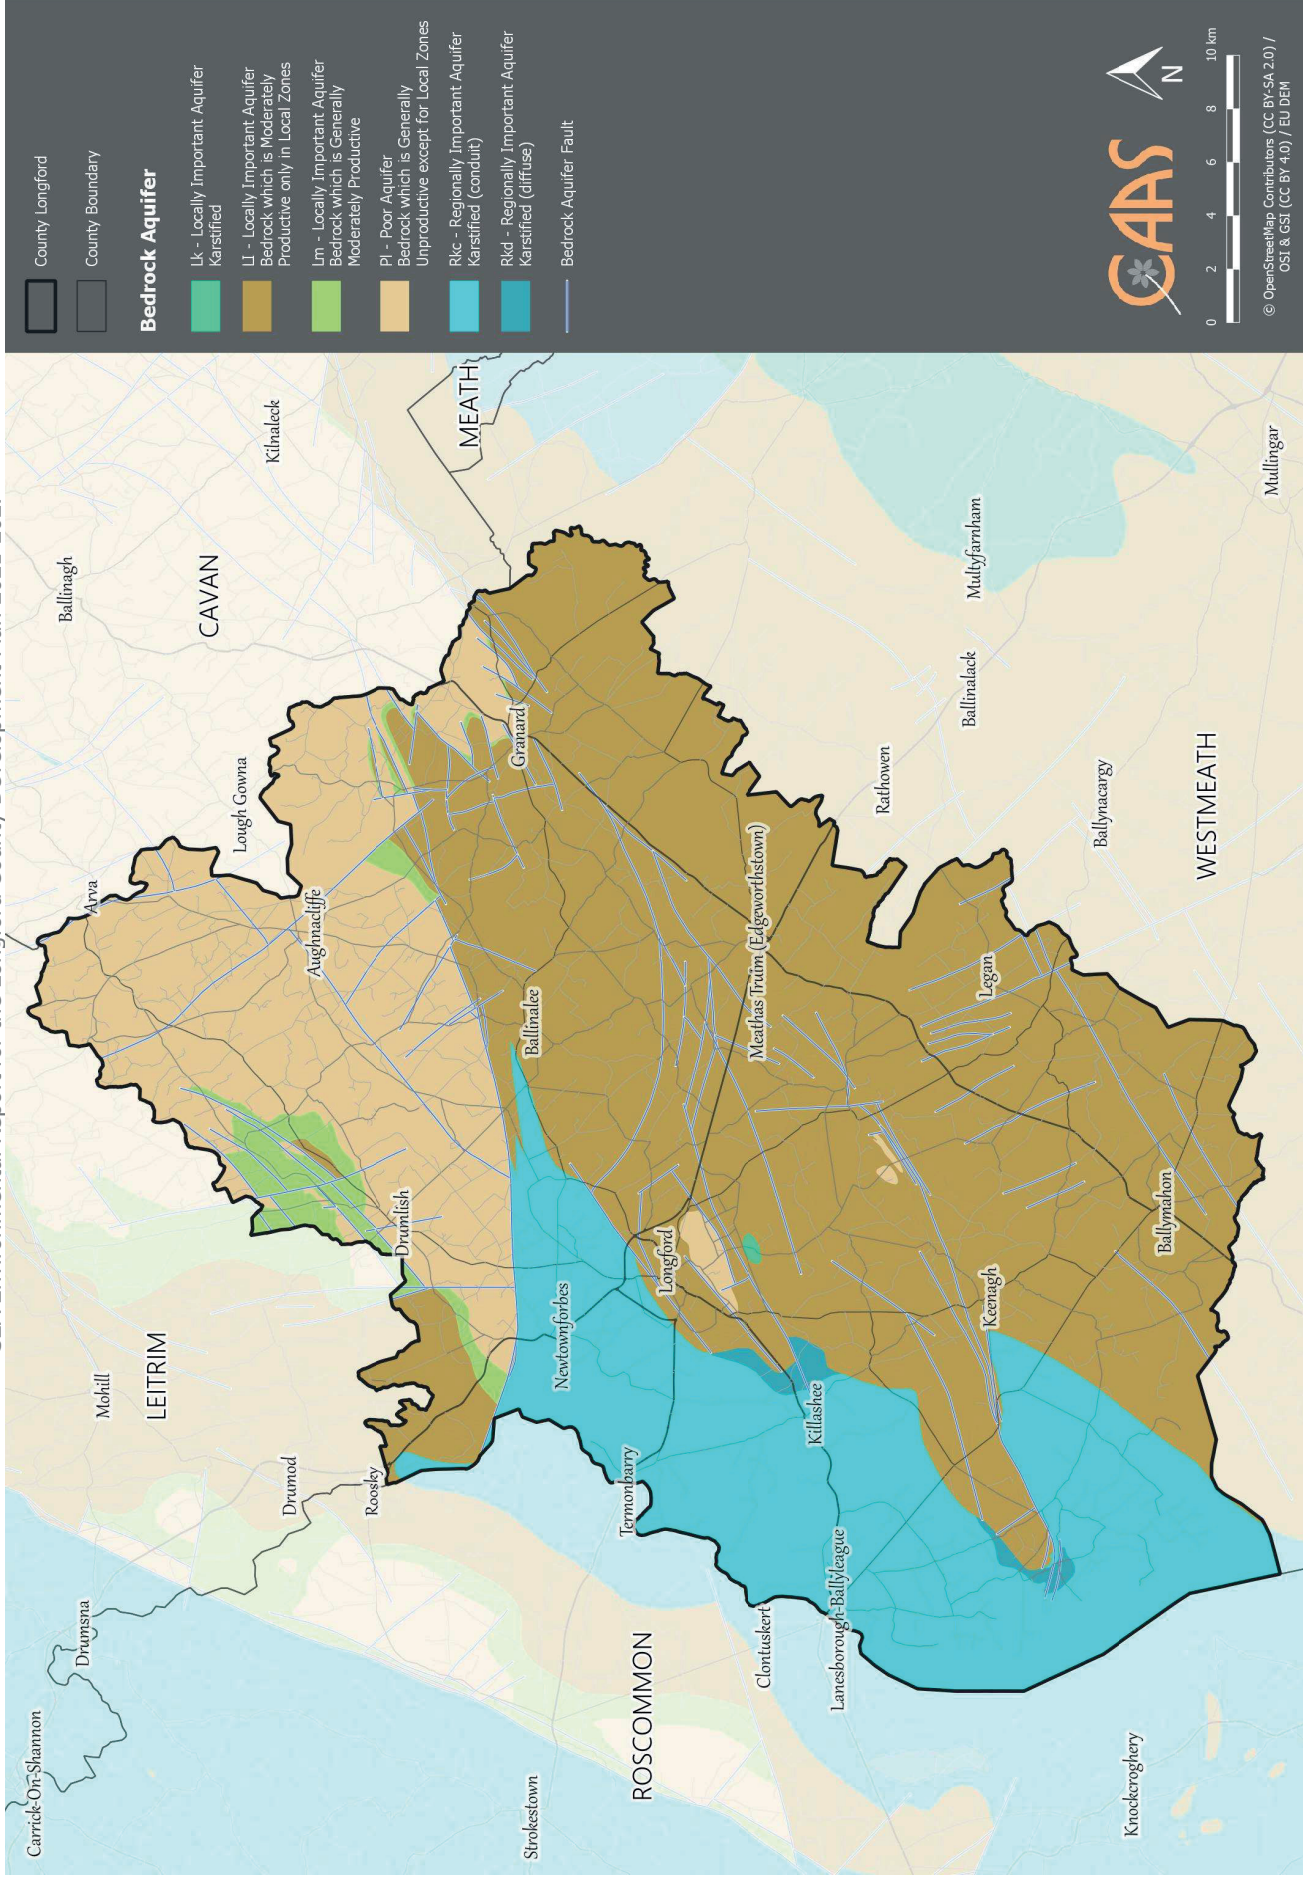 County Longford
County Boundary
Bedrock Aquifer
Lk - Locally Important Aquifer
Karstified
Ll - Locally Important Aquifer
Bedrock which is Moderately
Productive only in Local Zones
Lm - Locally Important Aquifer
Bedrock which is Generally
Moderately Productive
Pl - Poor Aquifer
Bedrock which is Generally
Unproductive except for Local Zones
Rkc - Regionally Important Aquifer
Karstified (conduit)
Rkd - Regionally Important Aquifer
Karstified (diffuse)
Bedrock Aquifer Fault
CAAS
N
0 2 4 6 8 10 km
© OpenStreetMap Contributors (CC BY-SA 2.0) /
OSI & GSI (CC BY 4.0) / EU DEM
Carrick-On-Shannon
Drumsna
Mohill
LEITRIM
Arva
Ballinagh
CAVAN
Lough Gowna
Kilnaleck
Drumod
Roosky
Aughnacliffe
Drumlish
MEATH
Strokestown
Newtownforbes
Ballinalee
Granard
ROSCOMMON
Termonbarry
Longford
Clontuskert
Meathas Truim (Edgeworthstown)
Lanesborough-Ballyleague
Killashee
Rathowen
Ballinalack
Multyfarnham
Keenagh
Legan
Knockcroghery
Ballymahon
Ballynacargy
WESTMEATH
Mullingar